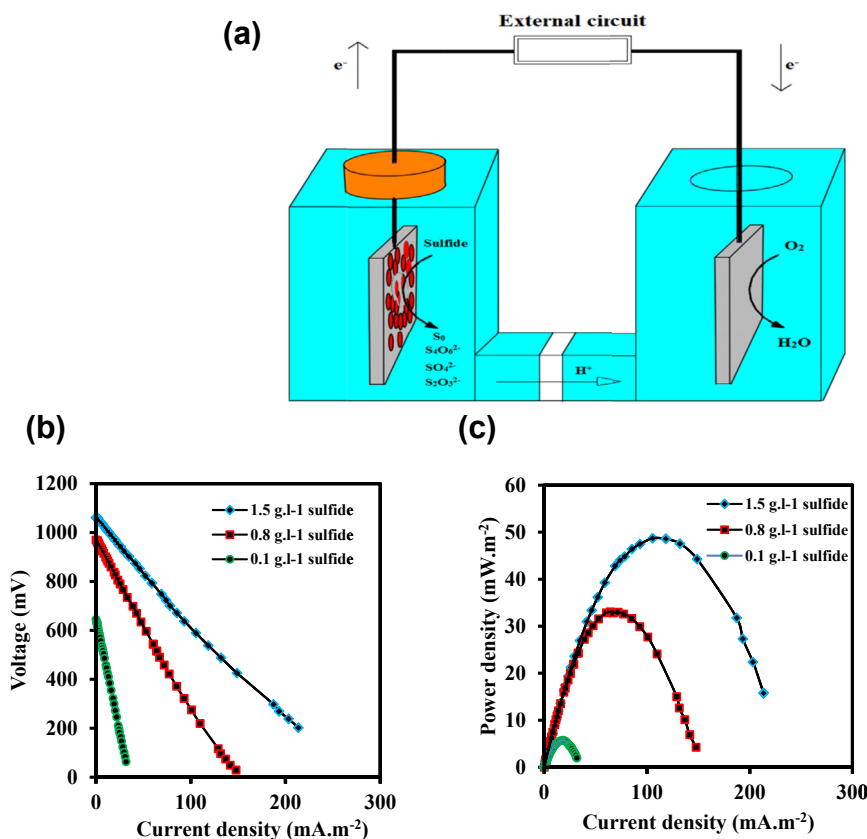 (a)
External circuit
e⁻
e⁻
Sulfide
S₀
S₄O₆²⁻
SO₄²⁻
S₂O₃²⁻
H⁺
O₂
H₂O
(b)
Voltage (mV)
1200
1000
800
600
400
200
0
0 100 200 300
Current density (mA.m⁻²)
1.5 g.l-1 sulfide
0.8 g.l-1 sulfide
0.1 g.l-1 sulfide
(c)
Power density (mW.m⁻²)
60
50
40
30
20
10
0
0 100 200 300
Current density (mA.m⁻²)
1.5 g.l-1 sulfide
0.8 g.l-1 sulfide
0.1 g.l-1 sulfide